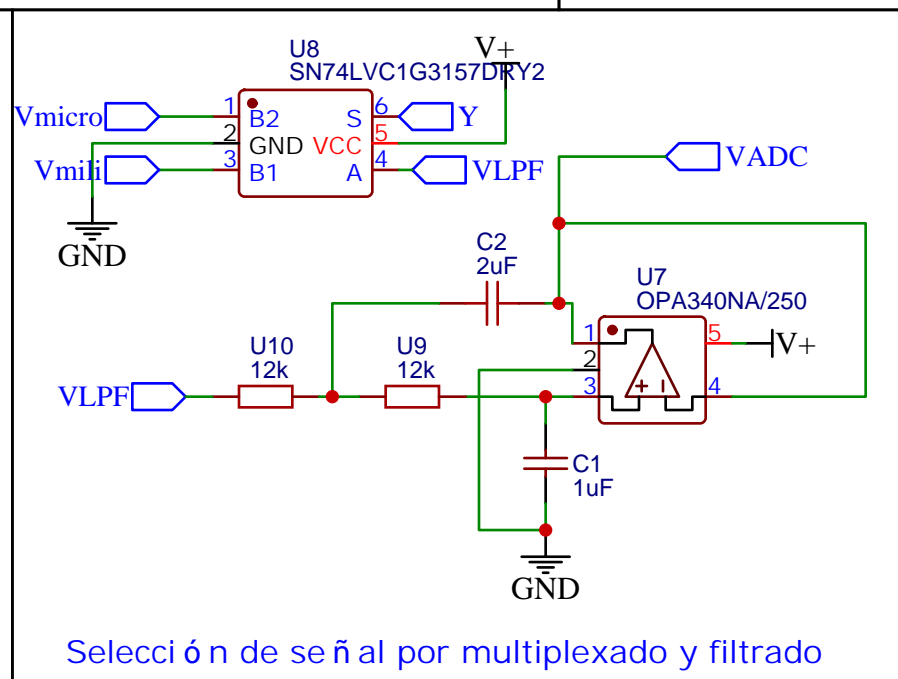 U8
SN74LVC1G3157DRY2
V+
Vmicro
1
B2
S
6
Y
2
GND
VCC
5
Vmili
3
B1
A
4
VLPF
GND
VADC
C2
2uF
U7
OPA340NA/250
1
5
V+
2
U10
12k
U9
12k
VLPF
3
+
−
4
C1
1uF
GND
Selección de señal por multiplexado y filtrado